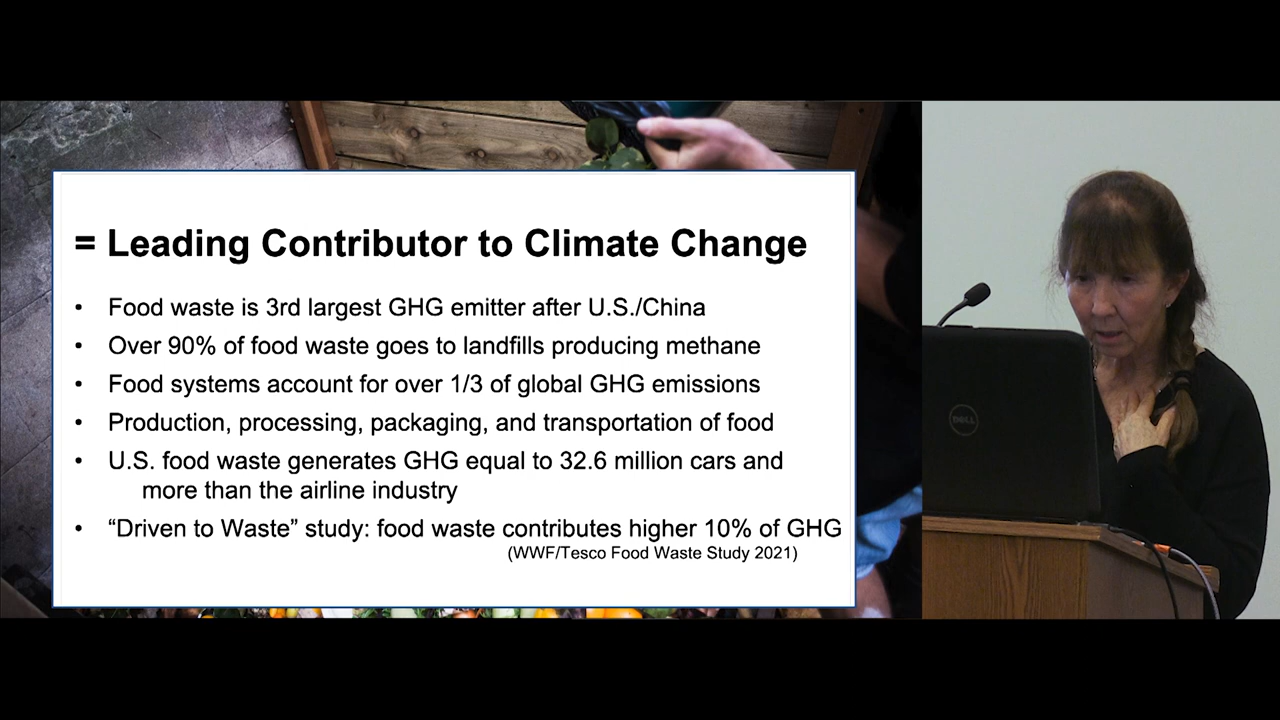 = Leading Contributor to Climate Change
• Food waste is 3rd largest GHG emitter after U.S./China
• Over 90% of food waste goes to landfills producing methane
• Food systems account for over 1/3 of global GHG emissions
• Production, processing, packaging, and transportation of food
• U.S. food waste generates GHG equal to 32.6 million cars and
more than the airline industry
• “Driven to Waste” study: food waste contributes higher 10% of GHG
(WWF/Tesco Food Waste Study 2021)
DELL